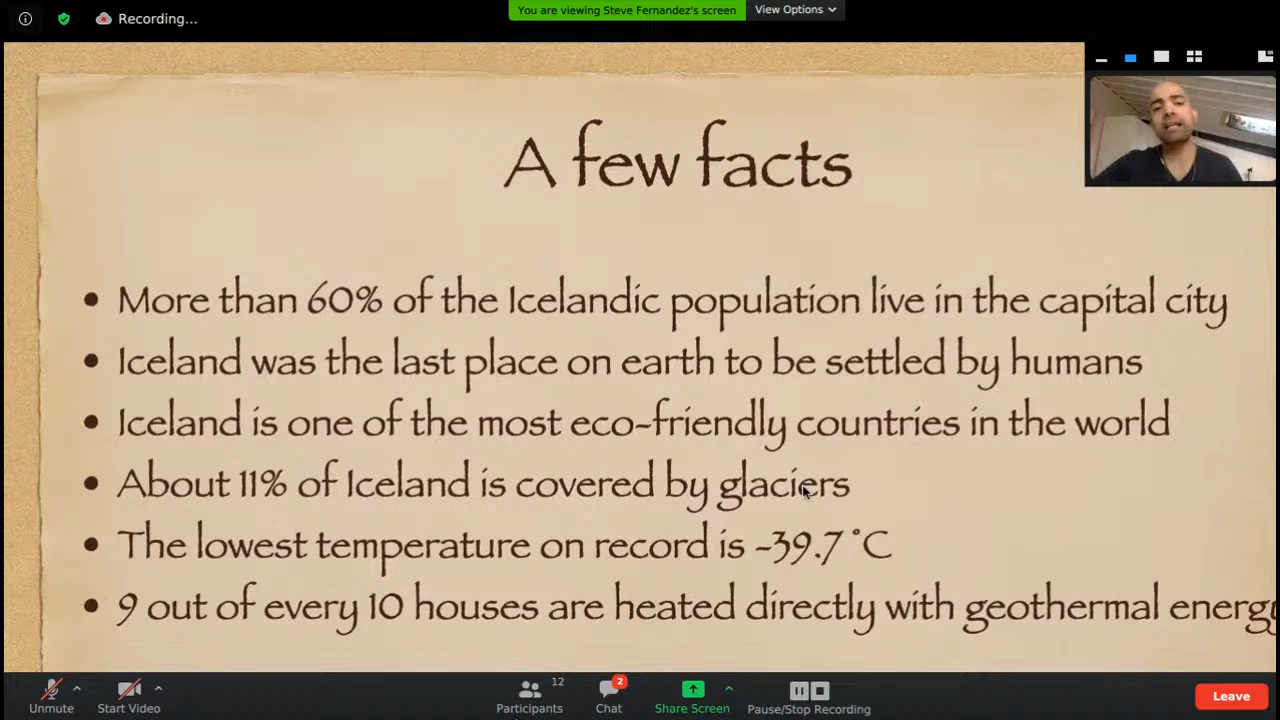 Recording...
You are viewing Steve Fernandez's screen
View Options
A few facts
• More than 60% of the Icelandic population live in the capital city
• Iceland was the last place on earth to be settled by humans
• Iceland is one of the most eco-friendly countries in the world
• About 11% of Iceland is covered by glaciers
• The lowest temperature on record is -39.7 °C
• 9 out of every 10 houses are heated directly with geothermal energy
Unmute
Start Video
Participants 12
Chat 2
Share Screen
Pause/Stop Recording
Leave